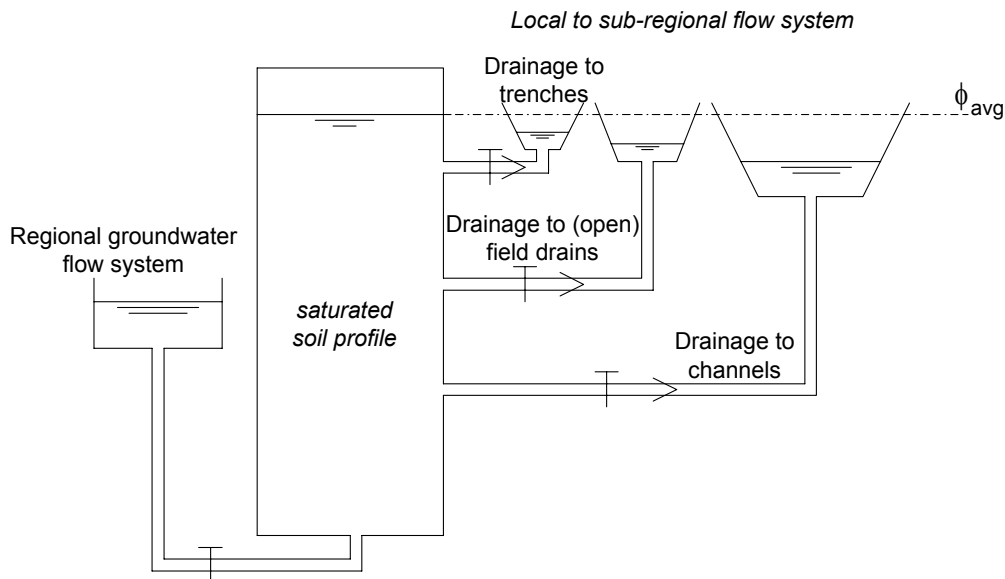 Local to sub-regional flow system
Drainage to
trenches
ϕavg
Drainage to (open)
field drains
Regional groundwater
flow system
saturated
soil profile
Drainage to
channels